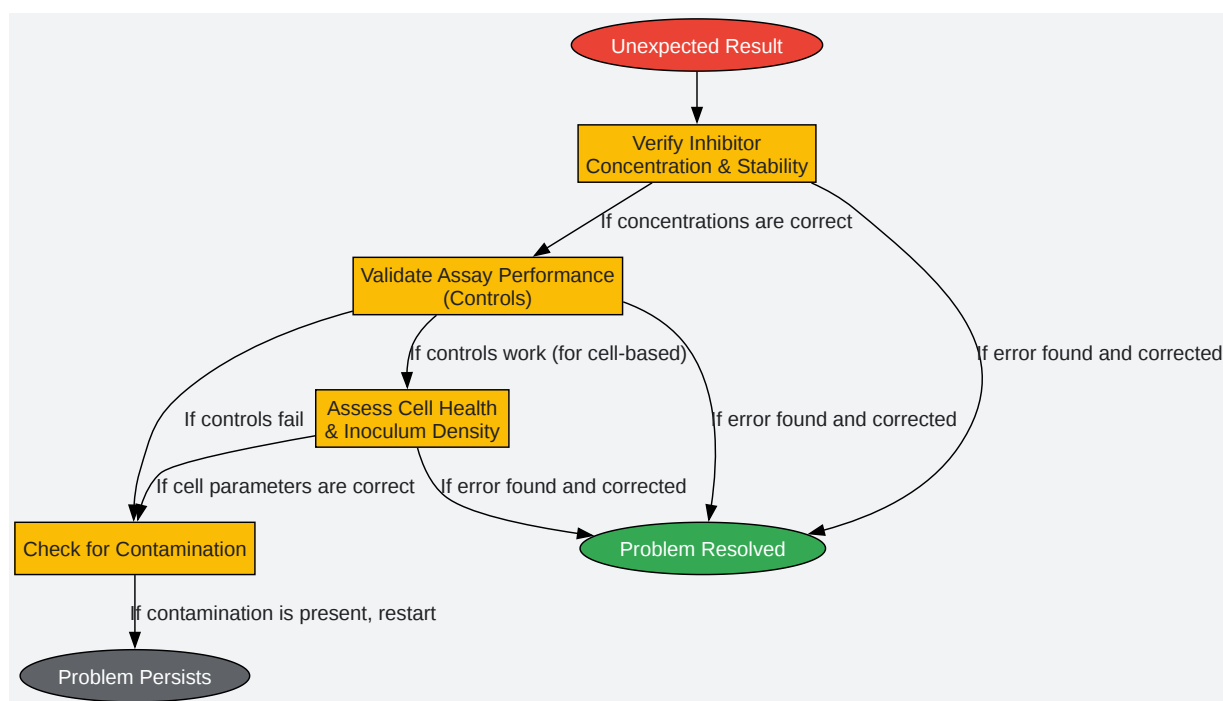 Unexpected Result
Verify Inhibitor
Concentration & Stability
If concentrations are correct
Validate Assay Performance
(Controls)
If controls work (for cell-based)
If error found and corrected
Assess Cell Health
& Inoculum Density
If controls fail
If error found and corrected
If cell parameters are correct
If error found and corrected
Check for Contamination
Problem Resolved
If contamination is present, restart
Problem Persists